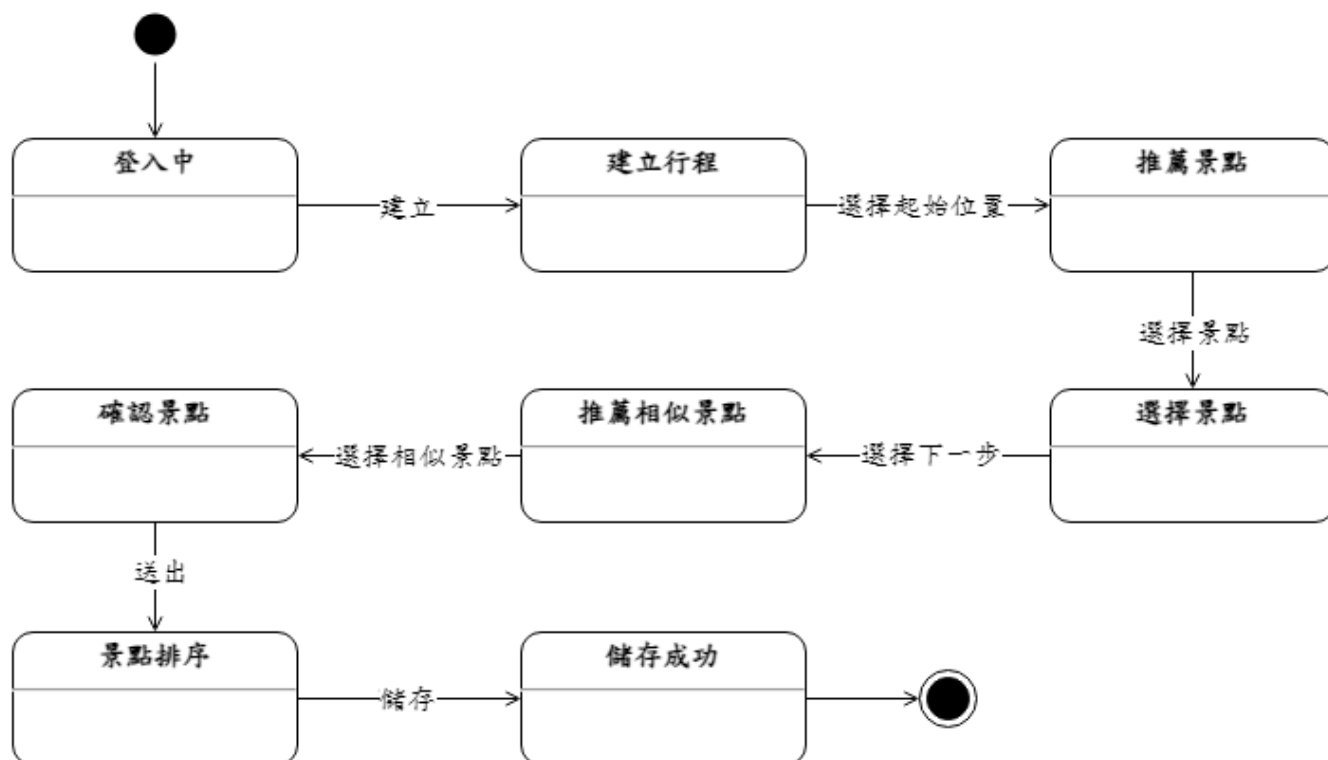 登入中
建立
建立行程
選擇起始位置
推薦景點
選擇景點
選擇景點
選擇下一步
推薦相似景點
選擇相似景點
確認景點
送出
景點排序
儲存
儲存成功